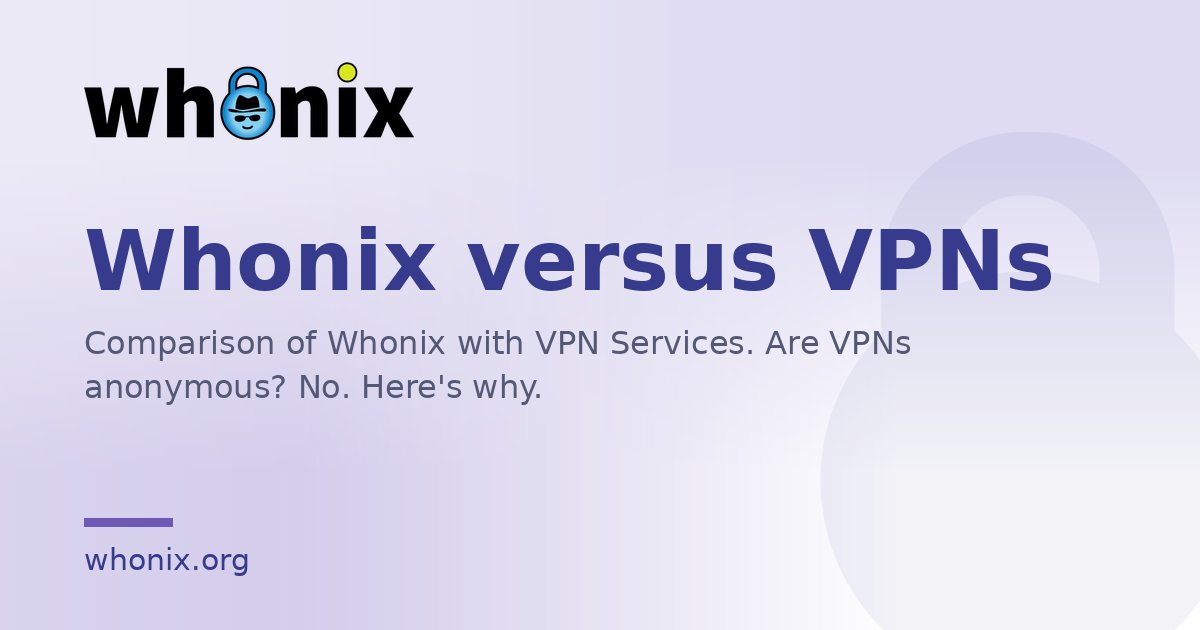 whonix
Whonix versus VPNs
Comparison of Whonix with VPN Services. Are VPNs
anonymous? No. Here's why.
whonix.org